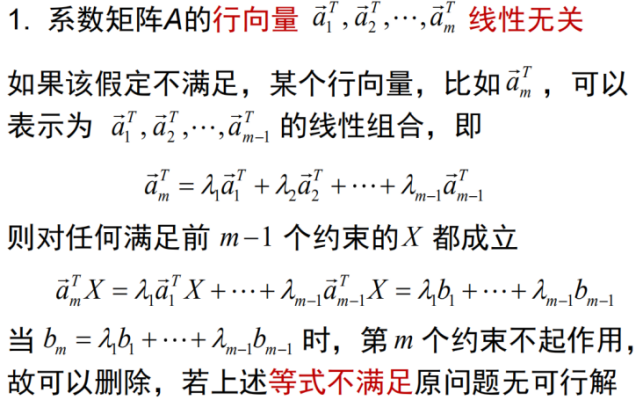 1. 系数矩阵A的行向量 $\vec{a}_1^T, \vec{a}_2^T, \cdots, \vec{a}_m^T$ 线性无关
如果该假定不满足，某个行向量，比如 $\vec{a}_m^T$ ，可以
表示为 $\vec{a}_1^T, \vec{a}_2^T, \cdots, \vec{a}_{m-1}^T$ 的线性组合，即
$\vec{a}_m^T = \lambda_1 \vec{a}_1^T + \lambda_2 \vec{a}_2^T + \cdots + \lambda_{m-1} \vec{a}_{m-1}^T$
则对任何满足前 $m-1$ 个约束的 $X$ 都成立
$\vec{a}_m^T X = \lambda_1 \vec{a}_1^T X + \cdots + \lambda_{m-1} \vec{a}_{m-1}^T X = \lambda_1 b_1 + \cdots + \lambda_{m-1} b_{m-1}$
当 $b_m = \lambda_1 b_1 + \cdots + \lambda_{m-1} b_{m-1}$ 时，第 $m$ 个约束不起作用，
故可以删除，若上述等式不满足原问题无可行解